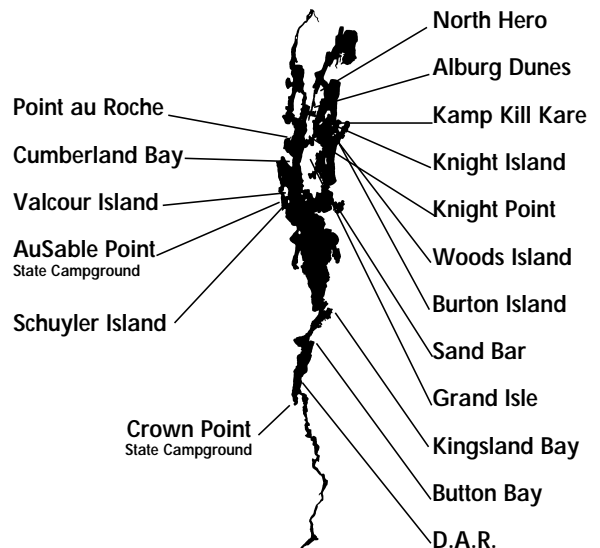 Point au Roche
Cumberland Bay
Valcour Island
AuSable Point
State Campground
Schuyler Island
Crown Point
State Campground
North Hero
Alburg Dunes
Kamp Kill Kare
Knight Island
Knight Point
Woods Island
Burton Island
Sand Bar
Grand Isle
Kingsland Bay
Button Bay
D.A.R.